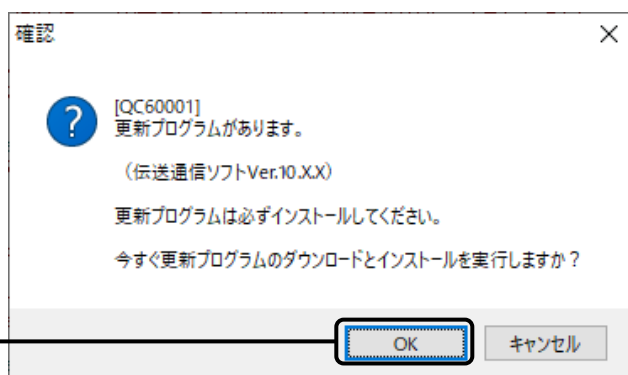 確認
[QC60001]
更新プログラムがあります。
（伝送通信ソフトVer.10.X.X）
更新プログラムは必ずインストールしてください。
今すぐ更新プログラムのダウンロードとインストールを実行しますか？
OK
キャンセル